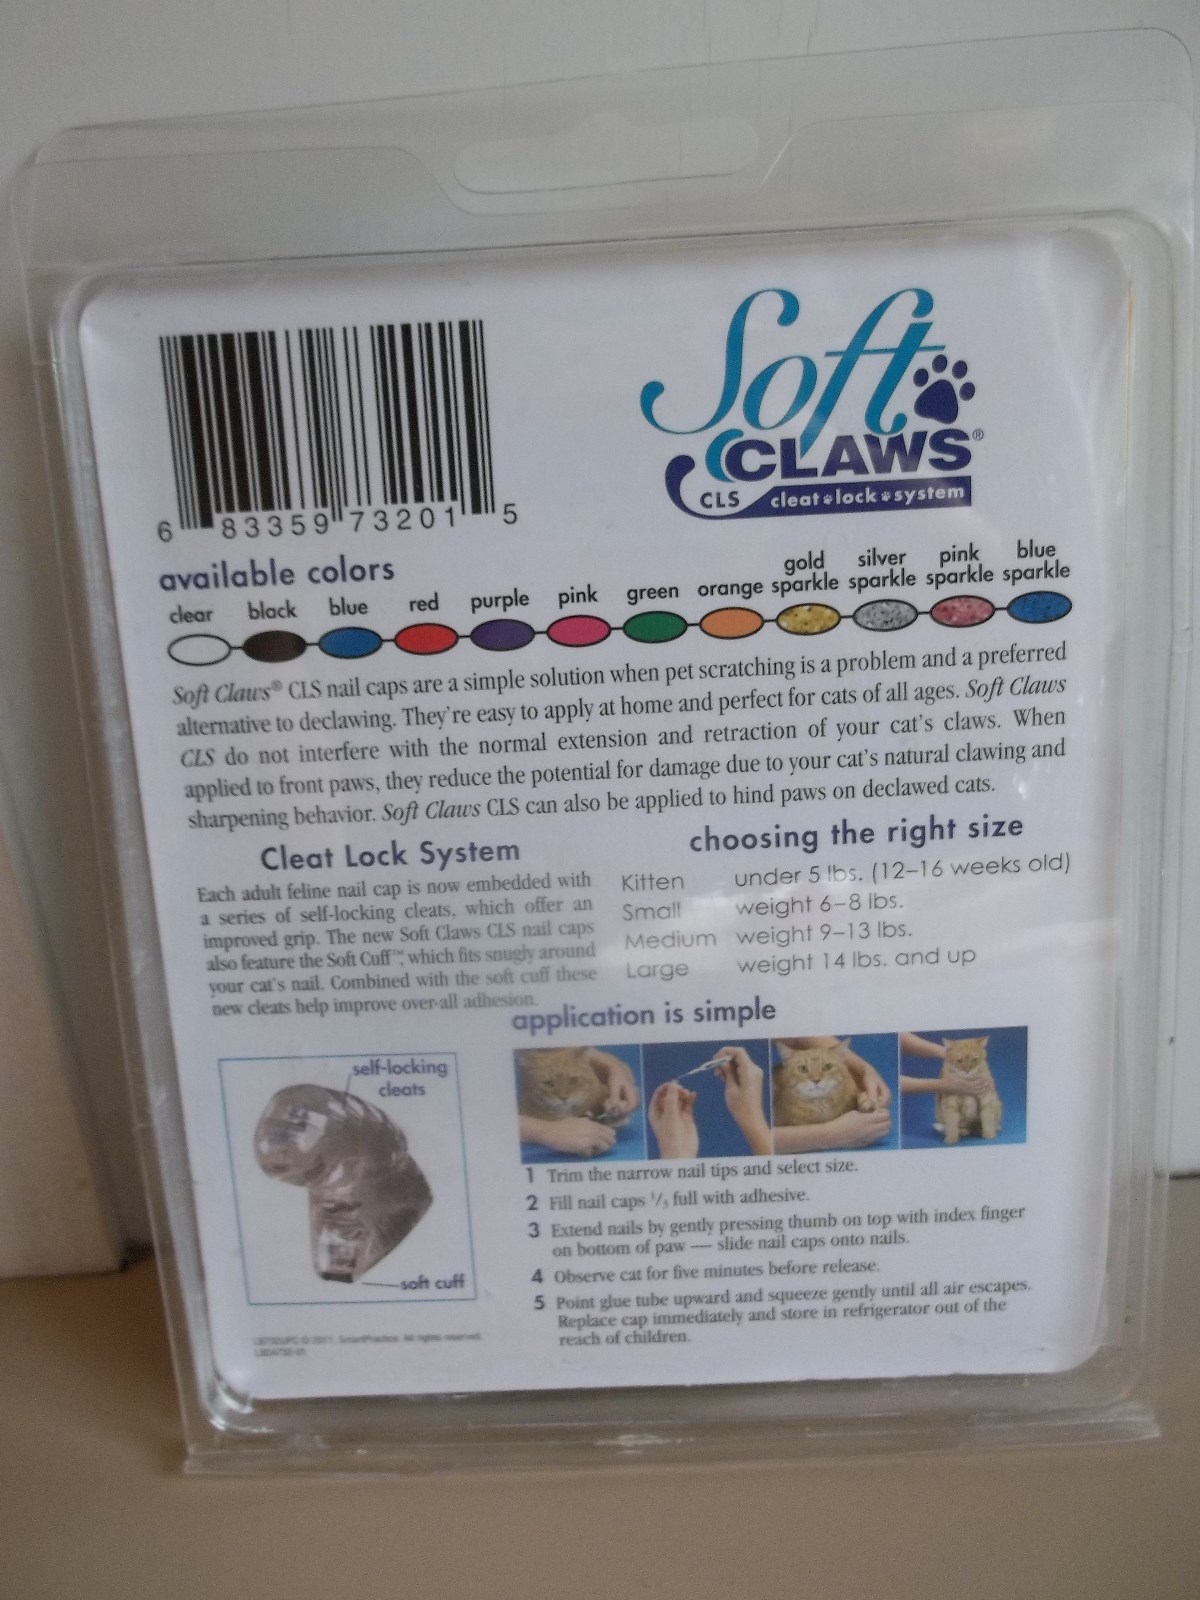 Soft
CLAWS®
CLS cleat lock system
6 83359 73201 5
available colors
clear black blue red purple pink green orange gold sparkle silver sparkle pink sparkle blue sparkle
Soft Claws® CLS nail caps are a simple solution when pet scratching is a problem and a preferred
alternative to declawing. They're easy to apply at home and perfect for cats of all ages. Soft Claws
CLS do not interfere with the normal extension and retraction of your cat's claws. When
applied to front paws, they reduce the potential for damage due to your cat's natural clawing and
sharpening behavior. Soft Claws CLS can also be applied to hind paws on declawed cats.
Cleat Lock System
Each adult feline nail cap is now embedded with
a series of self-locking cleats, which offer an
improved grip. The new Soft Claws CLS nail caps
also feature the Soft Cuff™, which fits snugly around
your cat's nail. Combined with the soft cuff these
new cleats help improve over-all adhesion.
choosing the right size
Kitten under 5 lbs. (12–16 weeks old)
Small weight 6–8 lbs.
Medium weight 9–13 lbs.
Large weight 14 lbs. and up
self-locking
cleats
soft cuff
application is simple
1 Trim the narrow nail tips and select size.
2 Fill nail caps 1/3 full with adhesive.
3 Extend nails by gently pressing thumb on top with index finger
on bottom of paw — slide nail caps onto nails.
4 Observe cat for five minutes before release.
5 Point glue tube upward and squeeze gently until all air escapes.
Replace cap immediately and store in refrigerator out of the
reach of children.
© 2011 SmartPractice. All rights reserved.